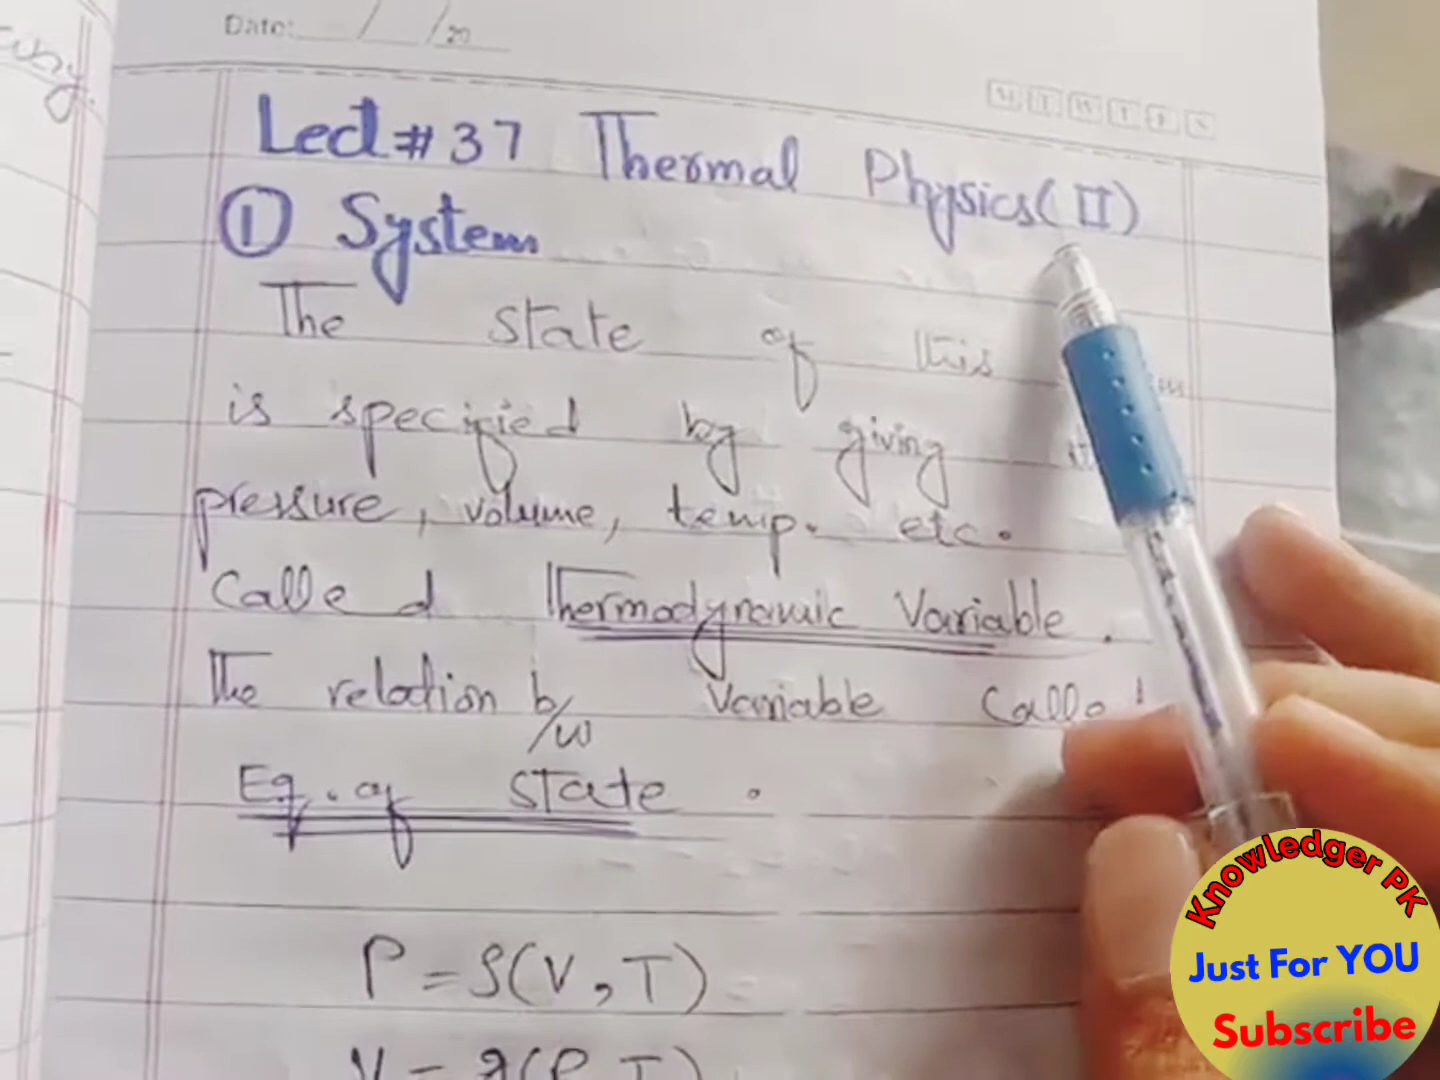 Date: / /20
M T W T F S
Lect # 37 Thermal Physics (II)
① System
The state of this
is specified by giving
pressure, volume, temp. etc.
Called Thermodynamic Variable.
The relation b/w variable Called
Eq. of state.
P = f(V, T)
V = g(P, T)
Knowledger PK
Just For YOU
Subscribe